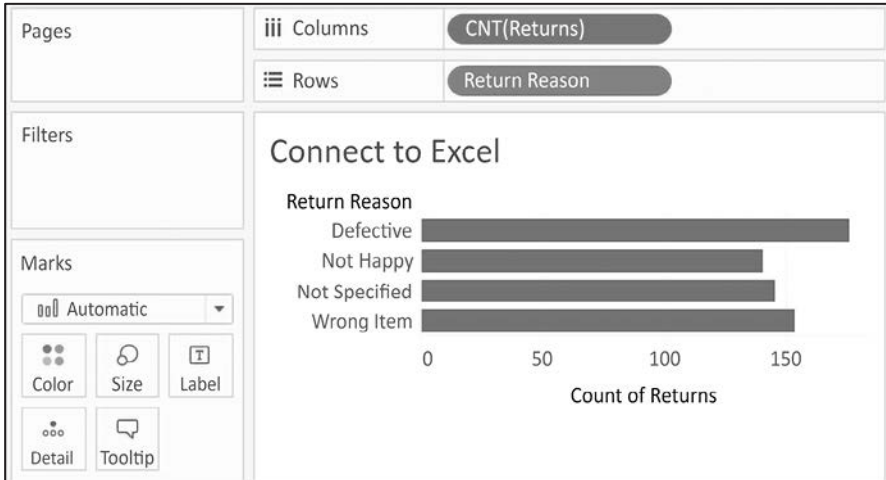 Pages
Columns
CNT(Returns)
Rows
Return Reason
Filters
Connect to Excel
Return Reason
Defective
Not Happy
Not Specified
Wrong Item
0 50 100 150
Count of Returns
Marks
Automatic
Color Size Label
Detail Tooltip